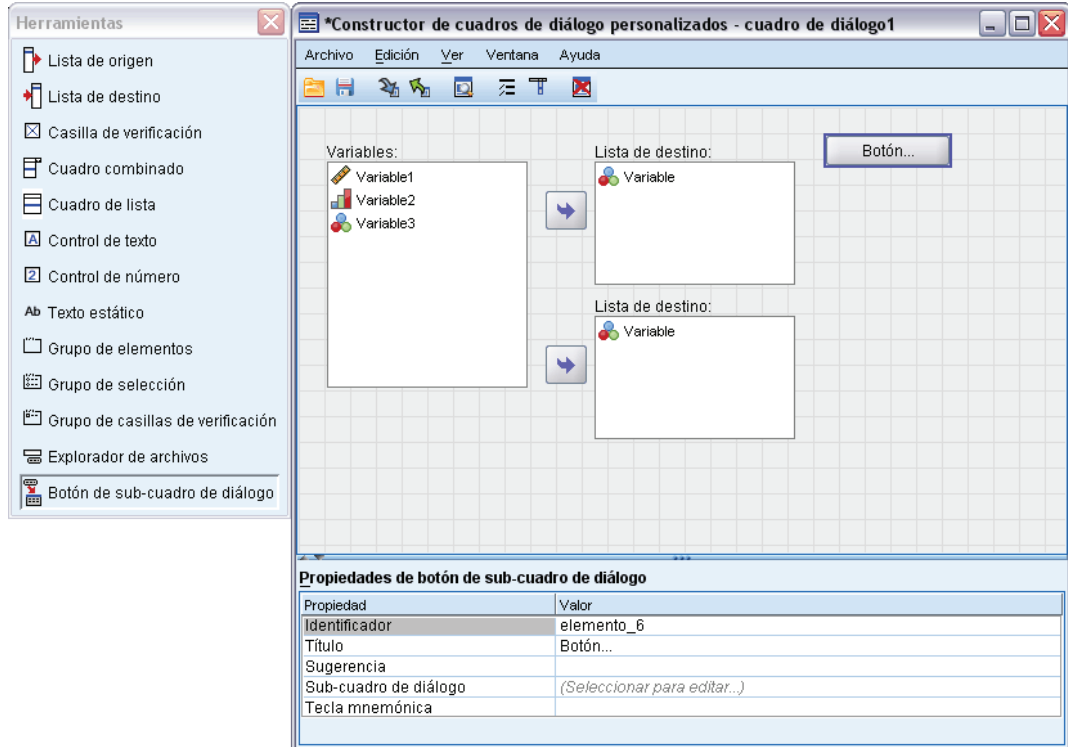 Herramientas
Lista de origen
Lista de destino
Casilla de verificación
Cuadro combinado
Cuadro de lista
A Control de texto
2 Control de número
Ab Texto estático
Grupo de elementos
Grupo de selección
Grupo de casillas de verificación
Explorador de archivos
Botón de sub-cuadro de diálogo
*Constructor de cuadros de diálogo personalizados - cuadro de diálogo1
Archivo Edición Ver Ventana Ayuda
Variables:
Variable1
Variable2
Variable3
Lista de destino:
Variable
Lista de destino:
Variable
Botón...
Propiedades de botón de sub-cuadro de diálogo
Propiedad Valor
Identificador elemento_6
Título Botón...
Sugerencia
Sub-cuadro de diálogo (Seleccionar para editar...)
Tecla mnemónica